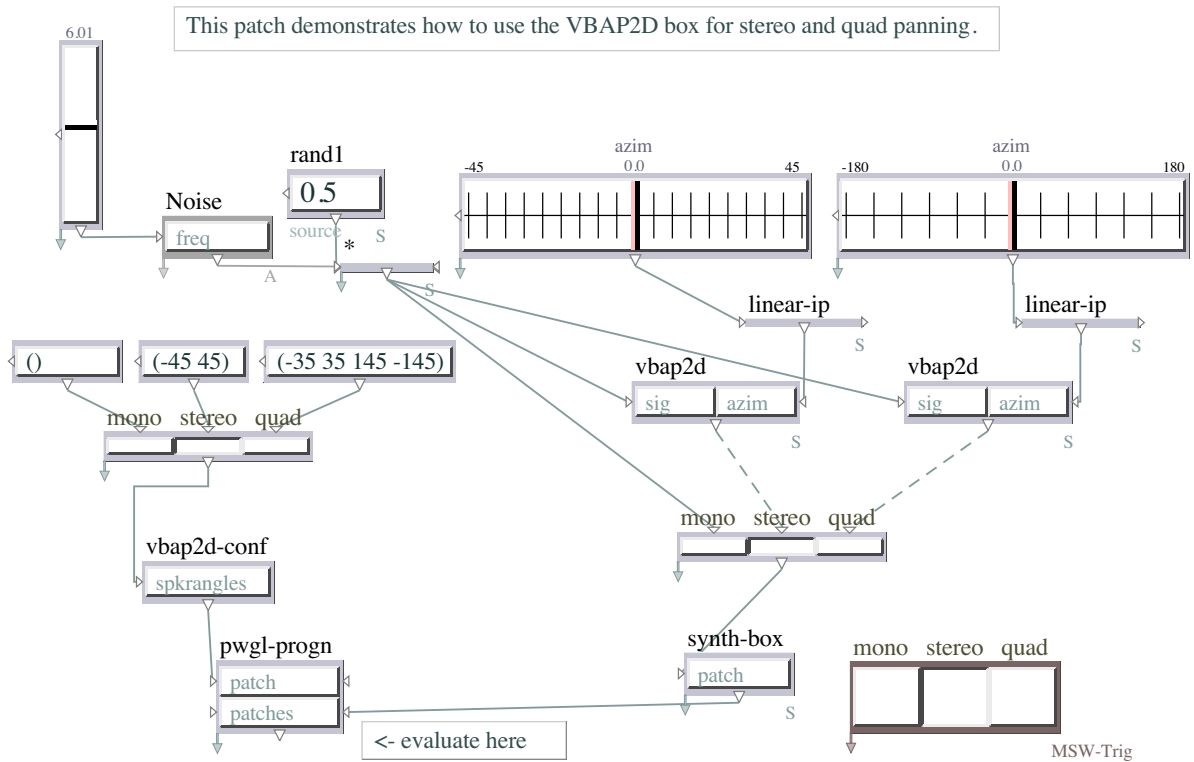 This patch demonstrates how to use the VBAP2D box for stereo and quad panning.
6.01
rand1
0.5
source
S
Noise
freq
A
*
S
azim
0.0
-45
45
azim
0.0
-180
180
linear-ip
S
linear-ip
S
()
(-45 45)
(-35 35 145 -145)
mono stereo quad
vbap2d
sig azim
S
vbap2d
sig azim
S
mono stereo quad
vbap2d-conf
spkrangles
pwgl-progn
patch
patches
synth-box
patch
S
<- evaluate here
mono stereo quad
MSW-Trig